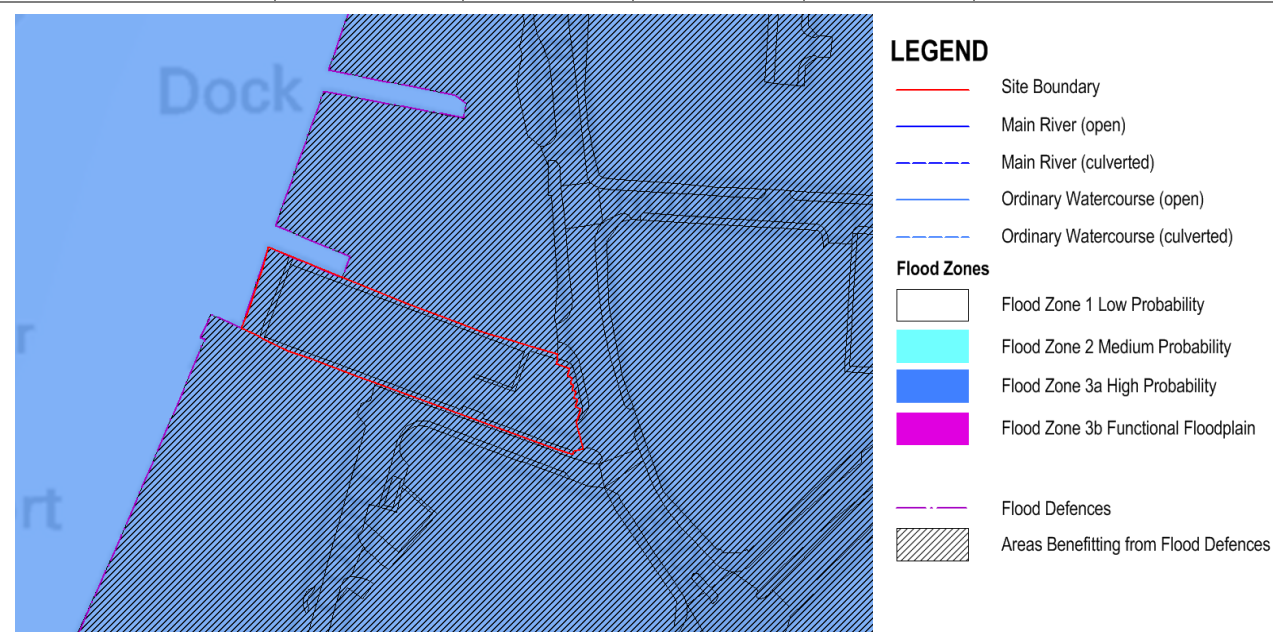 Dock
r
rt
LEGEND
Site Boundary
Main River (open)
Main River (culverted)
Ordinary Watercourse (open)
Ordinary Watercourse (culverted)
Flood Zones
Flood Zone 1 Low Probability
Flood Zone 2 Medium Probability
Flood Zone 3a High Probability
Flood Zone 3b Functional Floodplain
Flood Defences
Areas Benefitting from Flood Defences